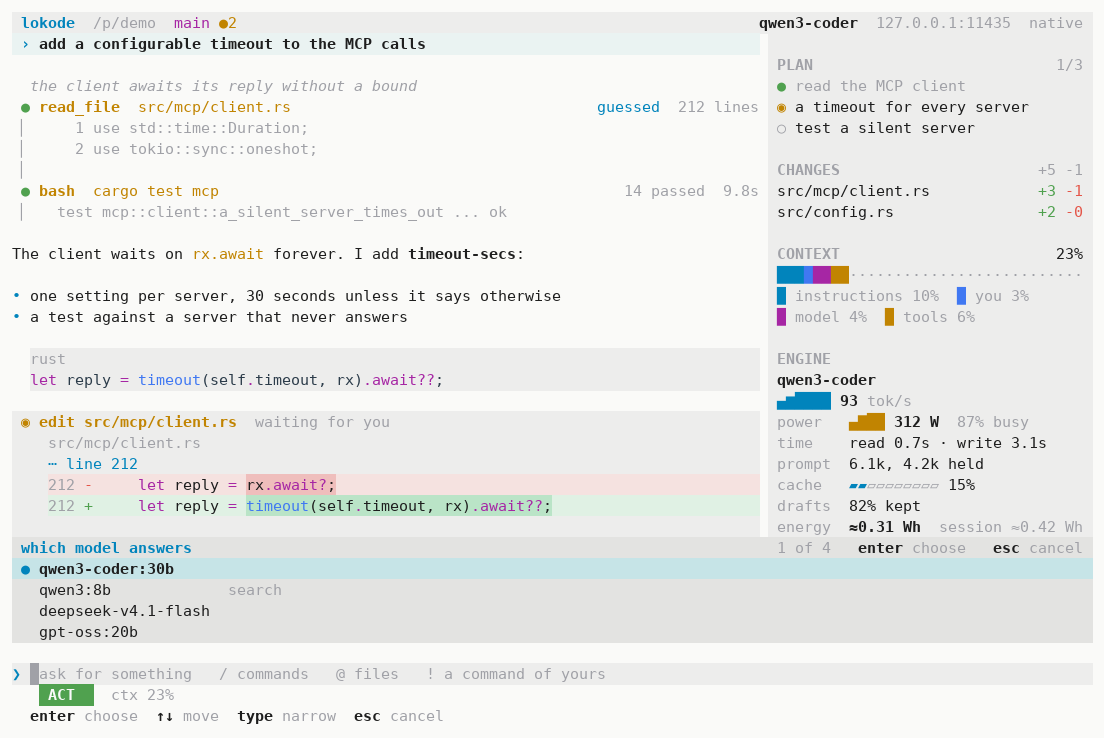 lokode  /p/demo  main ●2  qwen3-coder  127.0.0.1:11435  native
› add a configurable timeout to the MCP calls
the client awaits its reply without a bound
● read_file  src/mcp/client.rs  guessed  212 lines
│     1 use std::time::Duration;
│     2 use tokio::sync::oneshot;
│
● bash  cargo test mcp  14 passed  9.8s
│   test mcp::client::a_silent_server_times_out ... ok
The client waits on rx.await forever. I add timeout-secs:
• one setting per server, 30 seconds unless it says otherwise
• a test against a server that never answers
rust
let reply = timeout(self.timeout, rx).await??;
◉ edit src/mcp/client.rs  waiting for you
src/mcp/client.rs
⋯ line 212
212 -     let reply = rx.await?;
212 +     let reply = timeout(self.timeout, rx).await??;
PLAN  1/3
● read the MCP client
◉ a timeout for every server
○ test a silent server
CHANGES  +5 -1
src/mcp/client.rs  +3 -1
src/config.rs  +2 -0
CONTEXT  23%
instructions 10%  you 3%
model 4%  tools 6%
ENGINE
qwen3-coder
93 tok/s
power  312 W  87% busy
time  read 0.7s · write 3.1s
prompt  6.1k, 4.2k held
cache  ▰▰▱▱▱▱▱▱▱▱ 15%
drafts  82% kept
energy  ≈0.31 Wh  session ≈0.42 Wh
which model answers  1 of 4  enter choose  esc cancel
● qwen3-coder:30b
qwen3:8b  search
deepseek-v4.1-flash
gpt-oss:20b
❯ ask for something  / commands  @ files  ! a command of yours
ACT  ctx 23%
enter choose  ↑↓ move  type narrow  esc cancel